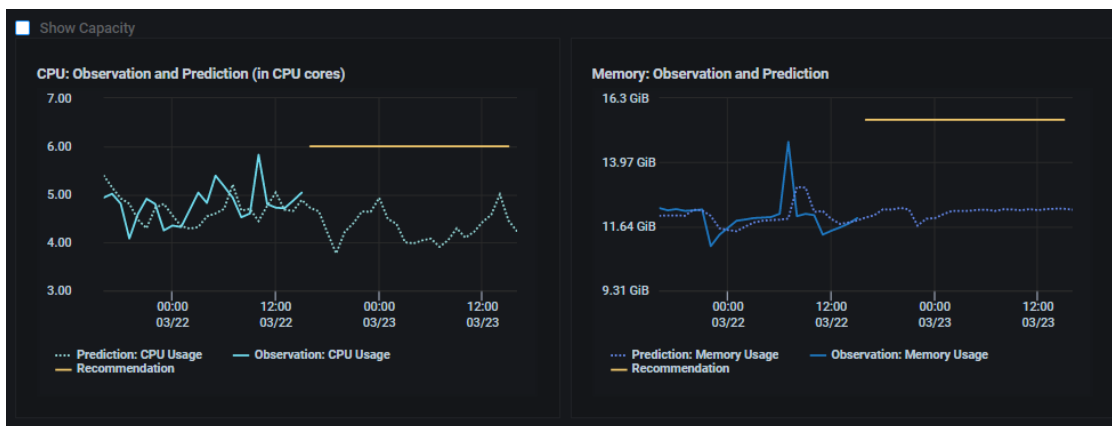 Show Capacity
CPU: Observation and Prediction (in CPU cores)
7.00
6.00
5.00
4.00
3.00
00:00 12:00 00:00 12:00
03/22 03/22 03/23 03/23
Prediction: CPU Usage Observation: CPU Usage
Recommendation
Memory: Observation and Prediction
16.3 GiB
13.97 GiB
11.64 GiB
9.31 GiB
00:00 12:00 00:00 12:00
03/22 03/22 03/23 03/23
Prediction: Memory Usage Observation: Memory Usage
Recommendation